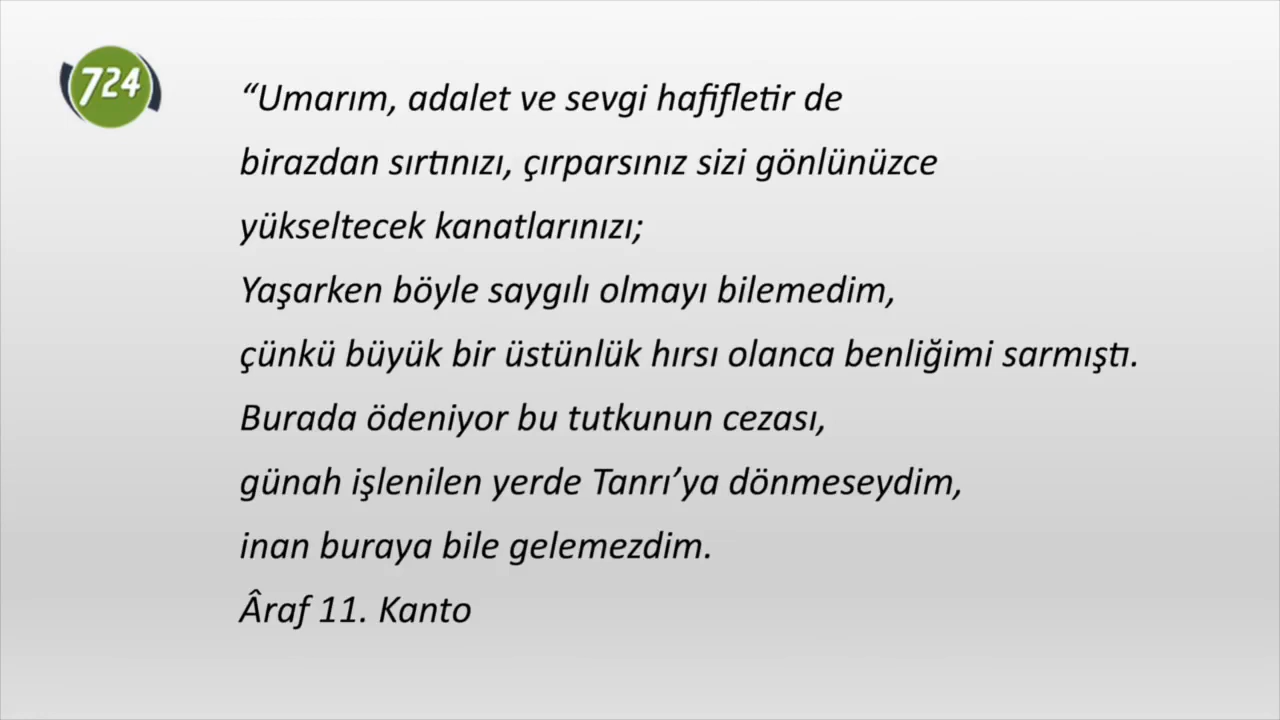 724
“Umarım, adalet ve sevgi hafifletir de
birazdan sırtınızı, çırparsınız sizi gönlünüzce
yükseltecek kanatlarınızı;
Yaşarken böyle saygılı olmayı bilemedim,
çünkü büyük bir üstünlük hırsı olanca benliğimi sarmıştı.
Burada ödeniyor bu tutkunun cezası,
günah işlenilen yerde Tanrı’ya dönmeseydim,
inan buraya bile gelemezdim.
Âraf 11. Kanto